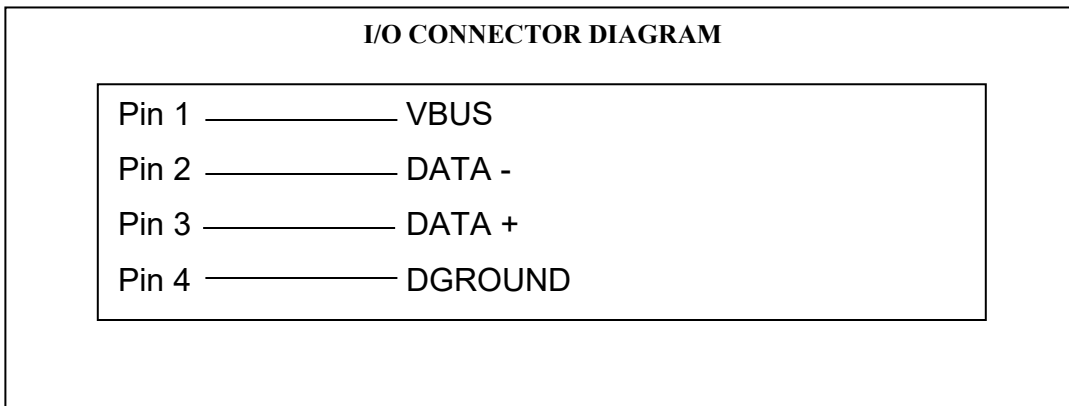 I/O CONNECTOR DIAGRAM
Pin 1 VBUS
Pin 2 DATA -
Pin 3 DATA +
Pin 4 DGROUND